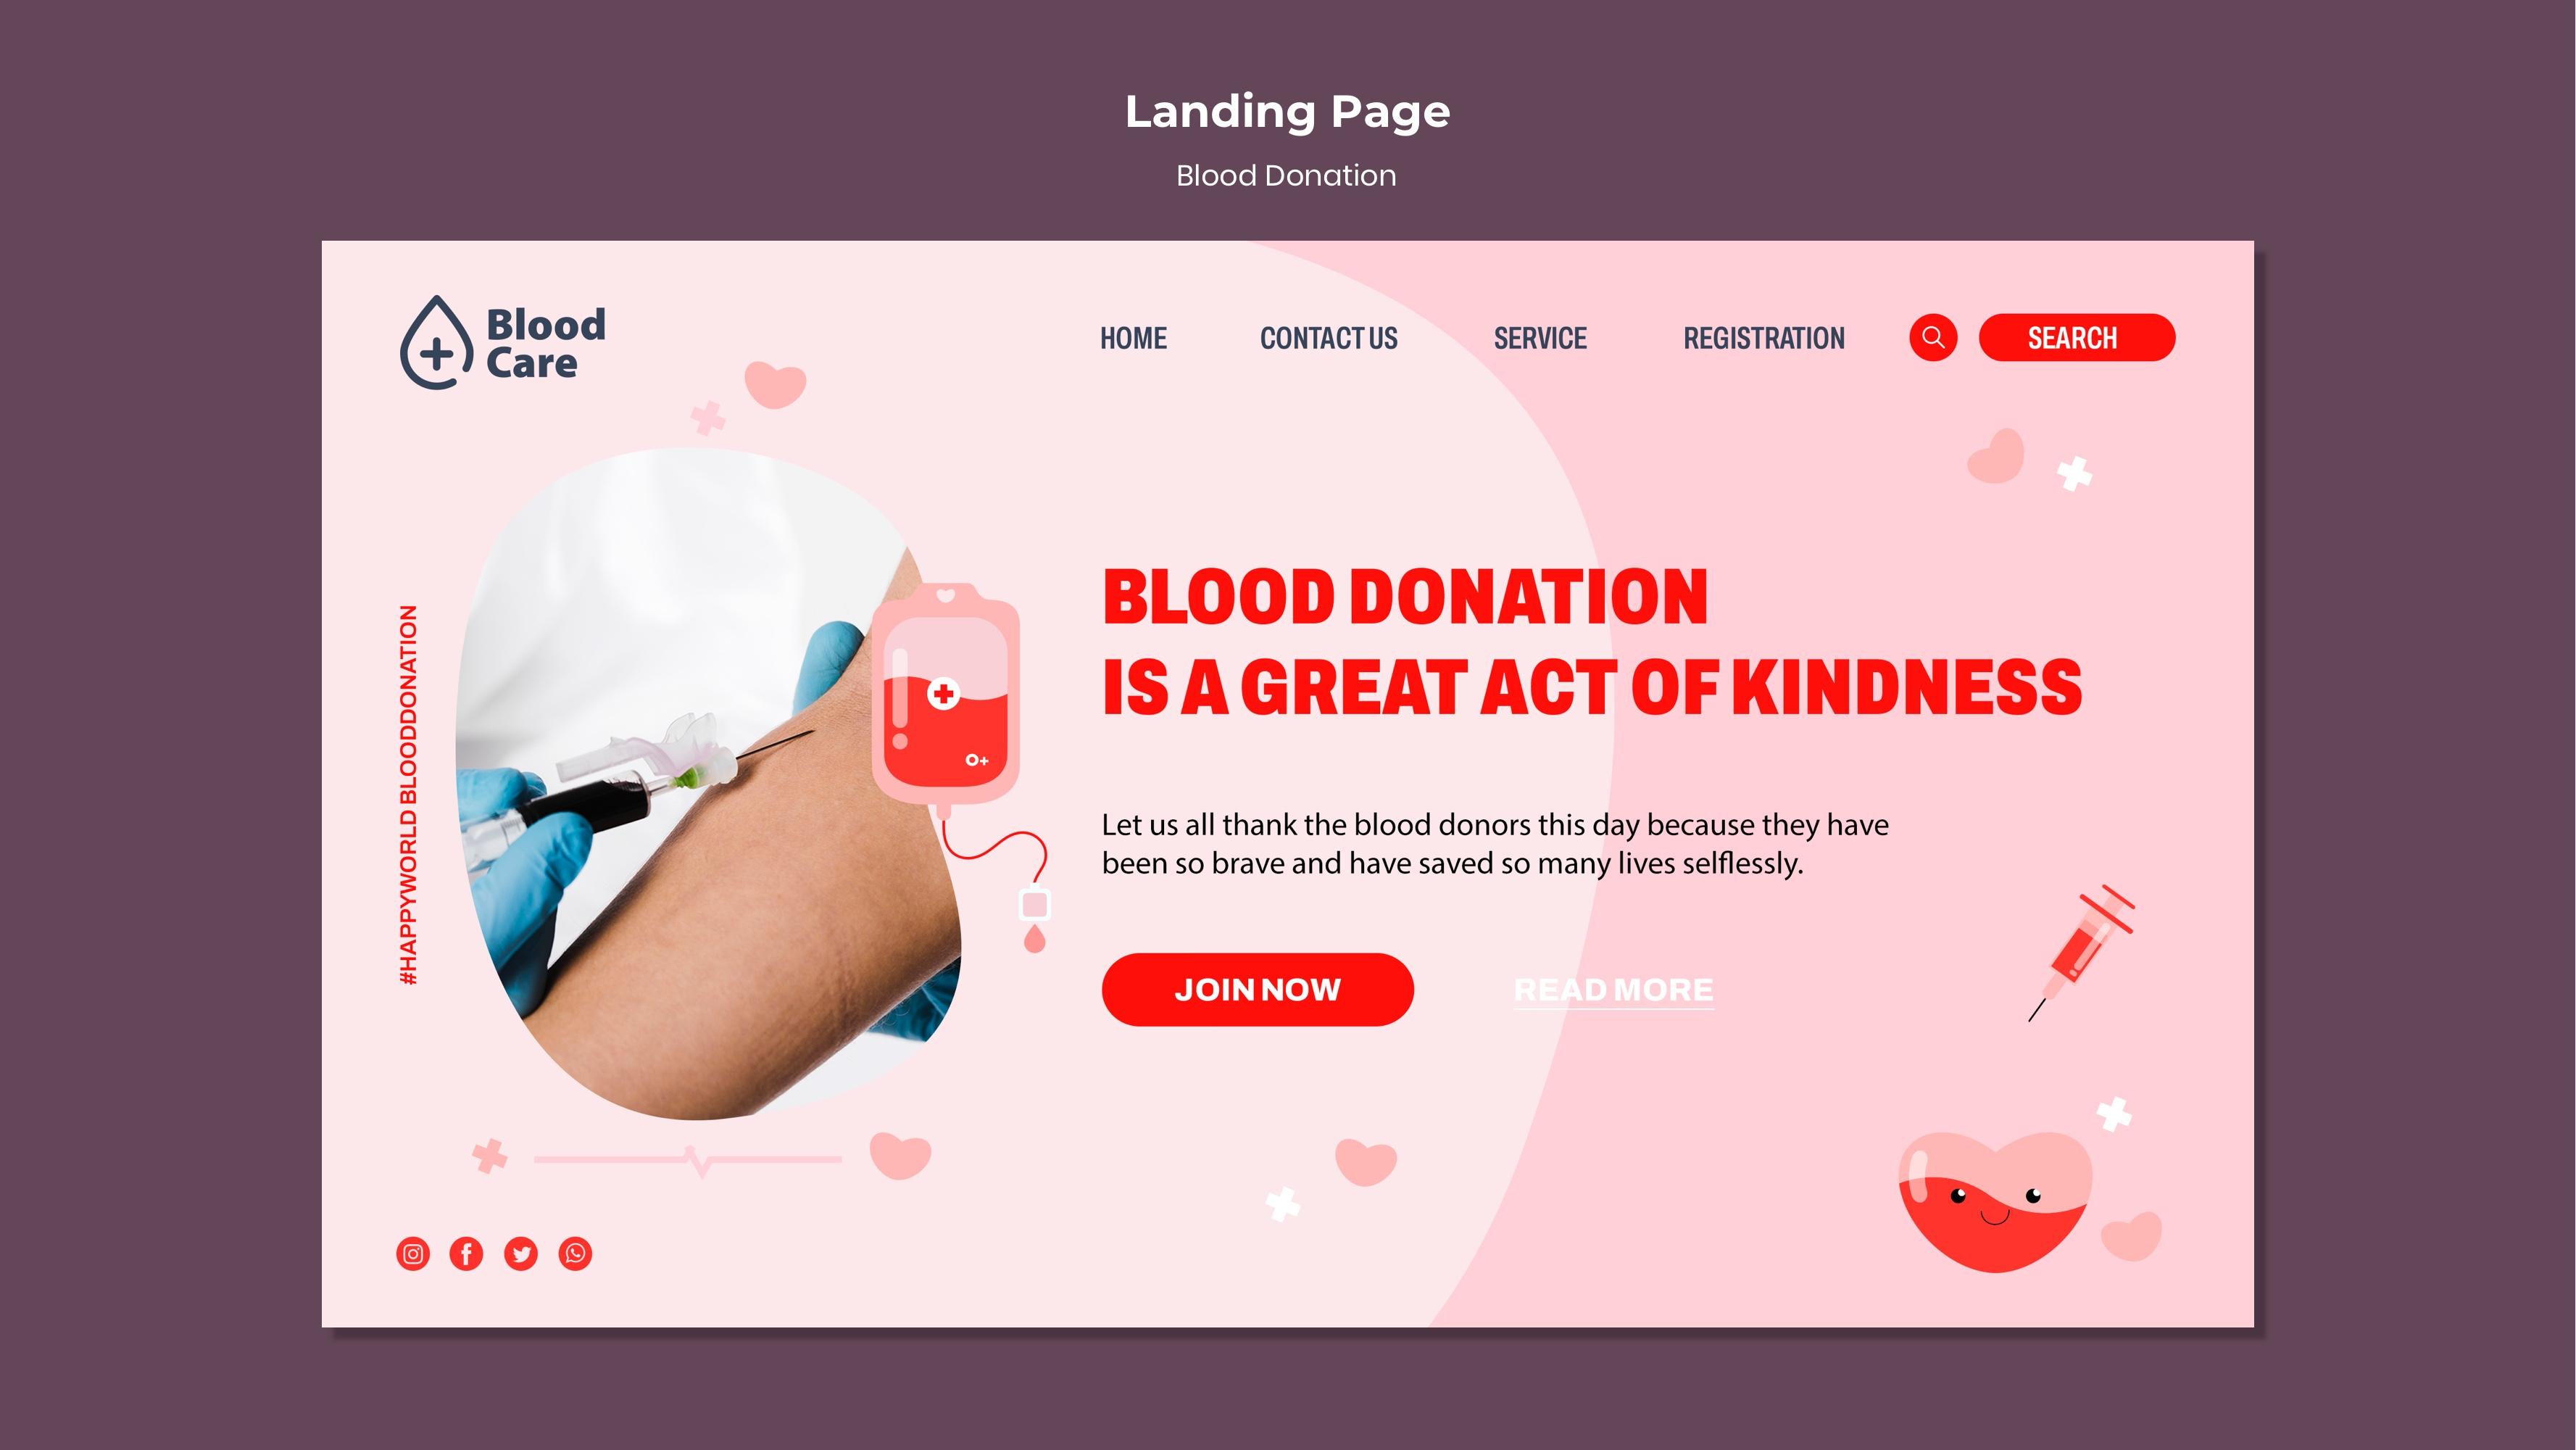 Landing Page
Blood Donation
Blood
Care
HOME
CONTACT US
SERVICE
REGISTRATION
SEARCH
#HAPPYWORLD BLOODDONATION
O+
BLOOD DONATION
IS A GREAT ACT OF KINDNESS
Let us all thank the blood donors this day because they have
been so brave and have saved so many lives selflessly.
JOIN NOW
READ MORE